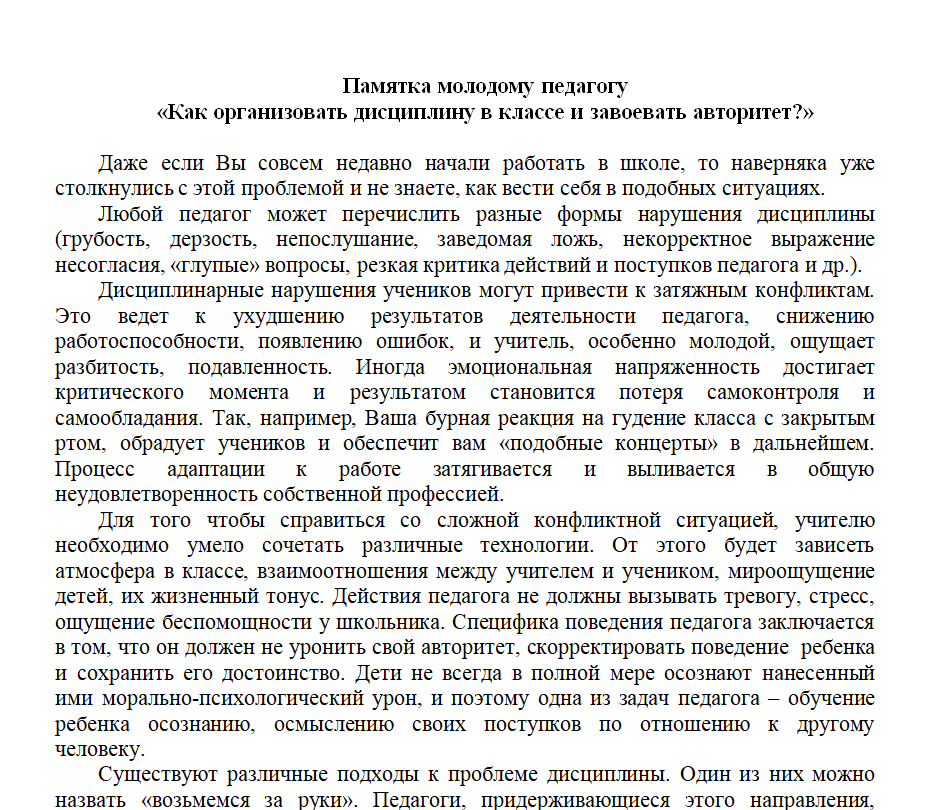 Памятка молодому педагогу
«Как организовать дисциплину в классе и завоевать авторитет?»
Даже если Вы совсем недавно начали работать в школе, то наверняка уже
столкнулись с этой проблемой и не знаете, как вести себя в подобных ситуациях.
Любой педагог может перечислить разные формы нарушения дисциплины
(грубость, дерзость, непослушание, заведомая ложь, некорректное выражение
несогласия, «глупые» вопросы, резкая критика действий и поступков педагога и др.).
Дисциплинарные нарушения учеников могут привести к затяжным конфликтам.
Это ведет к ухудшению результатов деятельности педагога, снижению
работоспособности, появлению ошибок, и учитель, особенно молодой, ощущает
разбитость, подавленность. Иногда эмоциональная напряженность достигает
критического момента и результатом становится потеря самоконтроля и
самообладания. Так, например, Ваша бурная реакция на гудение класса с закрытым
ртом, обрадует учеников и обеспечит вам «подобные концерты» в дальнейшем.
Процесс адаптации к работе затягивается и выливается в общую
неудовлетворенность собственной профессией.
Для того чтобы справиться со сложной конфликтной ситуацией, учителю
необходимо умело сочетать различные технологии. От этого будет зависеть
атмосфера в классе, взаимоотношения между учителем и учеником, мироощущение
детей, их жизненный тонус. Действия педагога не должны вызывать тревогу, стресс,
ощущение беспомощности у школьника. Специфика поведения педагога заключается
в том, что он должен не уронить свой авторитет, скорректировать поведение ребенка
и сохранить его достоинство. Дети не всегда в полной мере осознают нанесенный
ими морально-психологический урон, и поэтому одна из задач педагога – обучение
ребенка осознанию, осмыслению своих поступков по отношению к другому
человеку.
Существуют различные подходы к проблеме дисциплины. Один из них можно
назвать «возьмемся за руки». Педагоги, придерживающиеся этого направления,